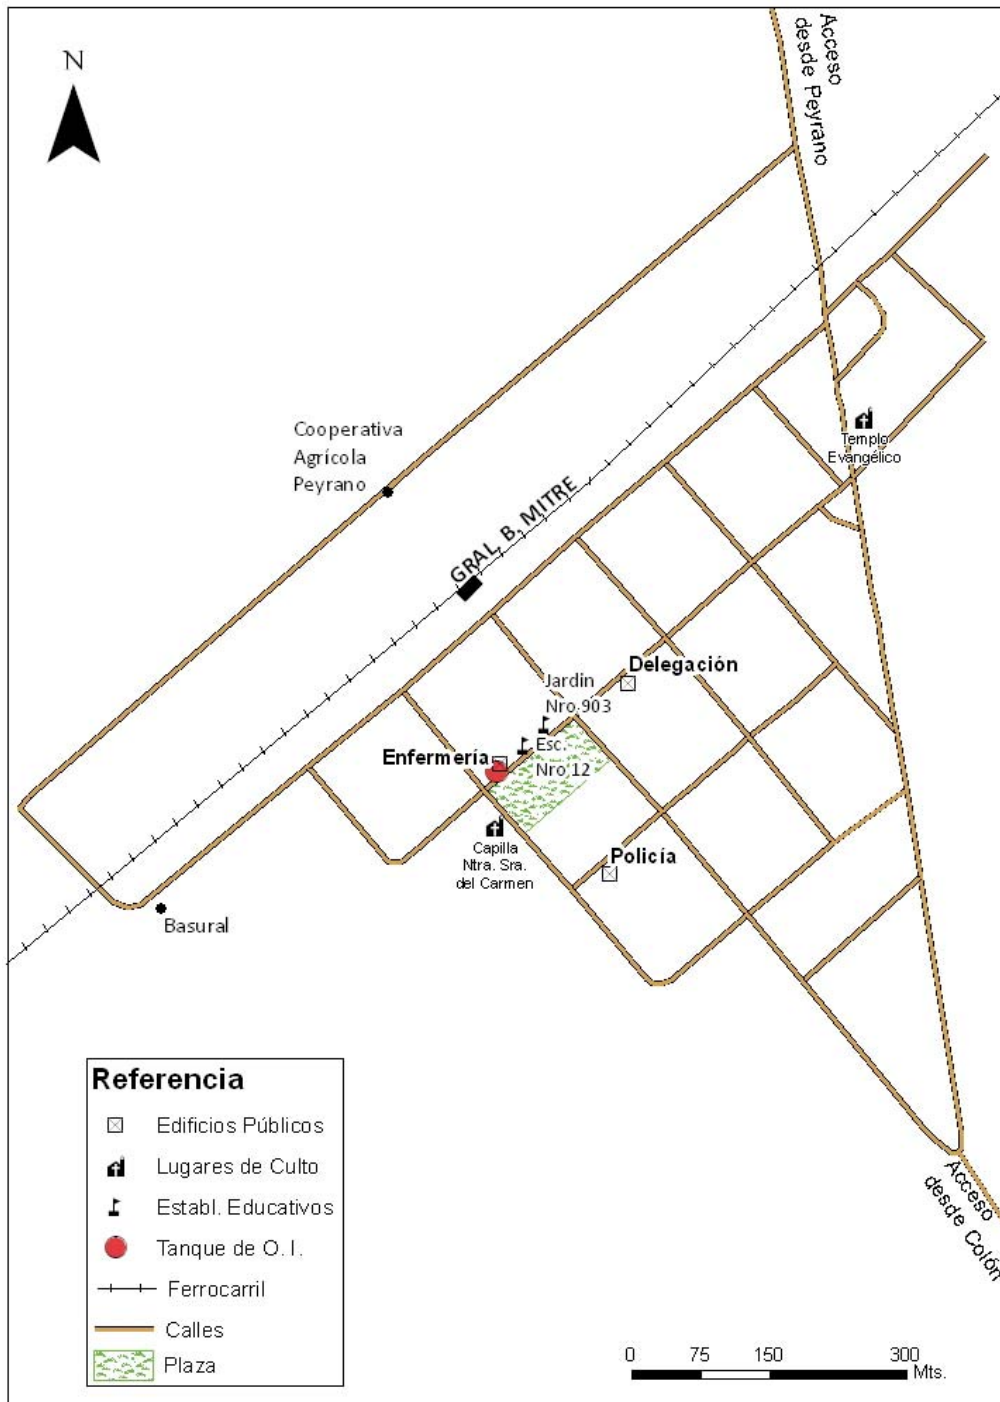 N
Acceso
desde Peyrano
Cooperativa
Agrícola
Peyrano
GRAL. B. MITRE
Templo
Evangélico
Delegación
Jardin
Nro 903
Enfermería
Esc.
Nro 12
Capilla
Ntra. Sra.
del Carmen
Policía
Basural
Acceso
desde Colón
Referencia
Edificios Públicos
Lugares de Culto
Establ. Educativos
Tanque de O. I.
Ferrocarril
Calles
Plaza
0 75 150 300
Mts.